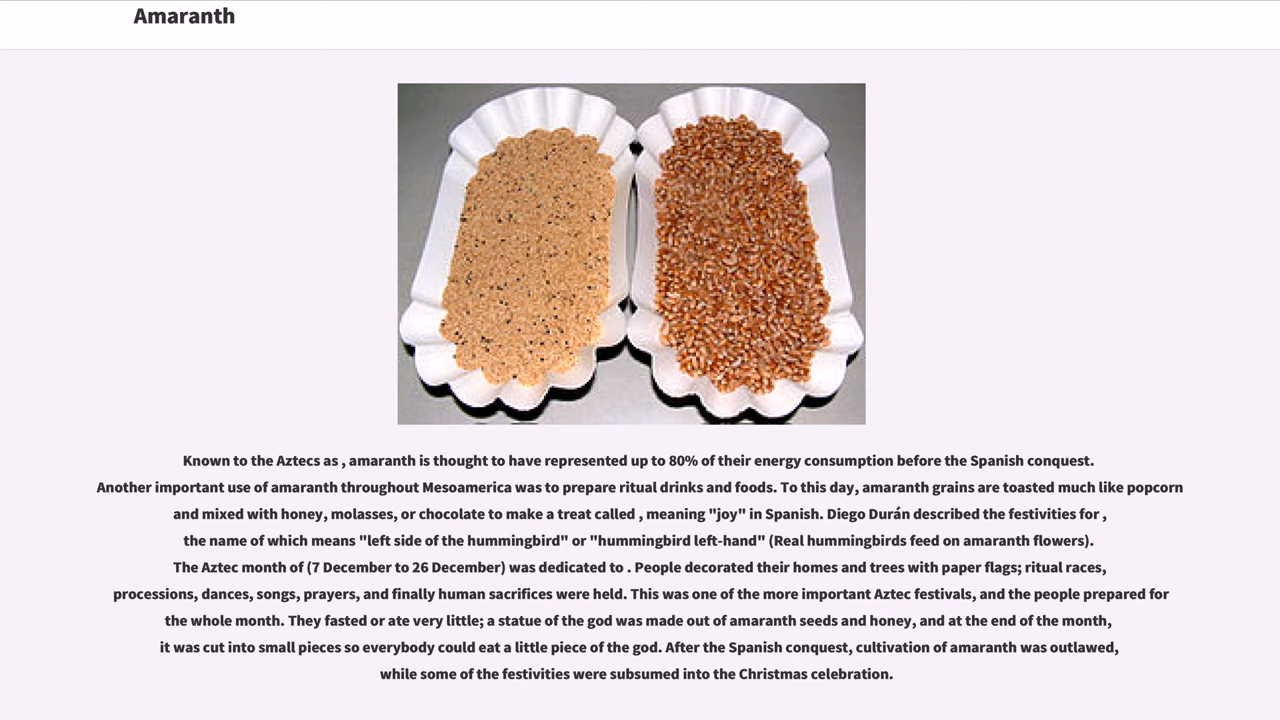 Amaranth
Known to the Aztecs as , amaranth is thought to have represented up to 80% of their energy consumption before the Spanish conquest.
Another important use of amaranth throughout Mesoamerica was to prepare ritual drinks and foods. To this day, amaranth grains are toasted much like popcorn
and mixed with honey, molasses, or chocolate to make a treat called , meaning "joy" in Spanish. Diego Durán described the festivities for ,
the name of which means "left side of the hummingbird" or "hummingbird left-hand" (Real hummingbirds feed on amaranth flowers).
The Aztec month of (7 December to 26 December) was dedicated to . People decorated their homes and trees with paper flags; ritual races,
processions, dances, songs, prayers, and finally human sacrifices were held. This was one of the more important Aztec festivals, and the people prepared for
the whole month. They fasted or ate very little; a statue of the god was made out of amaranth seeds and honey, and at the end of the month,
it was cut into small pieces so everybody could eat a little piece of the god. After the Spanish conquest, cultivation of amaranth was outlawed,
while some of the festivities were subsumed into the Christmas celebration.